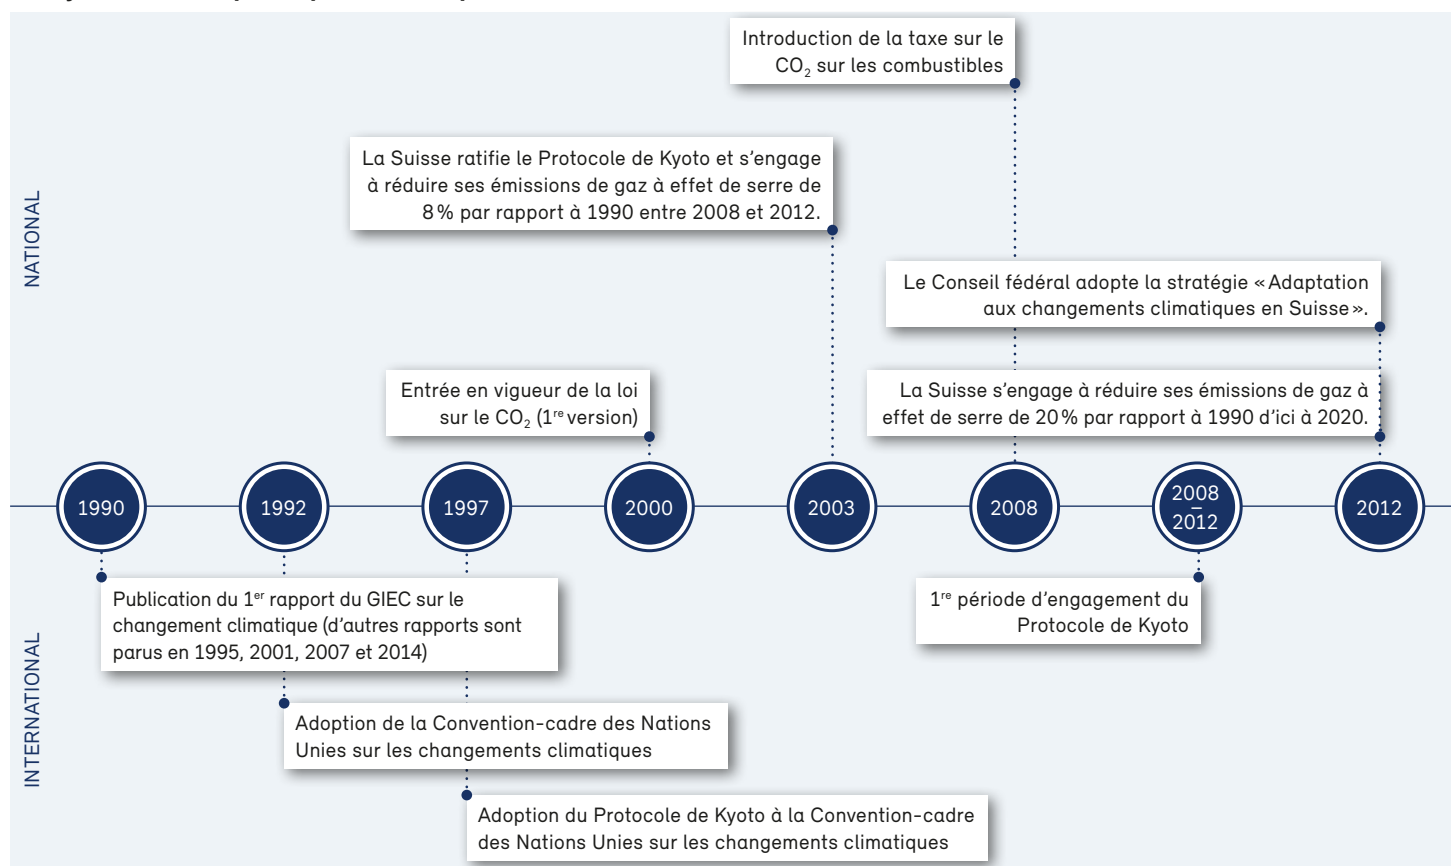 Introduction de la taxe sur le
CO₂ sur les combustibles
La Suisse ratifie le Protocole de Kyoto et s’engage
à réduire ses émissions de gaz à effet de serre de
8 % par rapport à 1990 entre 2008 et 2012.
NATIONAL
Le Conseil fédéral adopte la stratégie « Adaptation
aux changements climatiques en Suisse ».
Entrée en vigueur de la loi
sur le CO₂ (1ʳᵉ version)
La Suisse s’engage à réduire ses émissions de gaz à
effet de serre de 20 % par rapport à 1990 d’ici à 2020.
1990
1992
1997
2000
2003
2008
2008
–
2012
2012
Publication du 1ᵉʳ rapport du GIEC sur le
changement climatique (d’autres rapports sont
parus en 1995, 2001, 2007 et 2014)
1ʳᵉ période d’engagement du
Protocole de Kyoto
INTERNATIONAL
Adoption de la Convention-cadre des Nations
Unies sur les changements climatiques
Adoption du Protocole de Kyoto à la Convention-cadre
des Nations Unies sur les changements climatiques